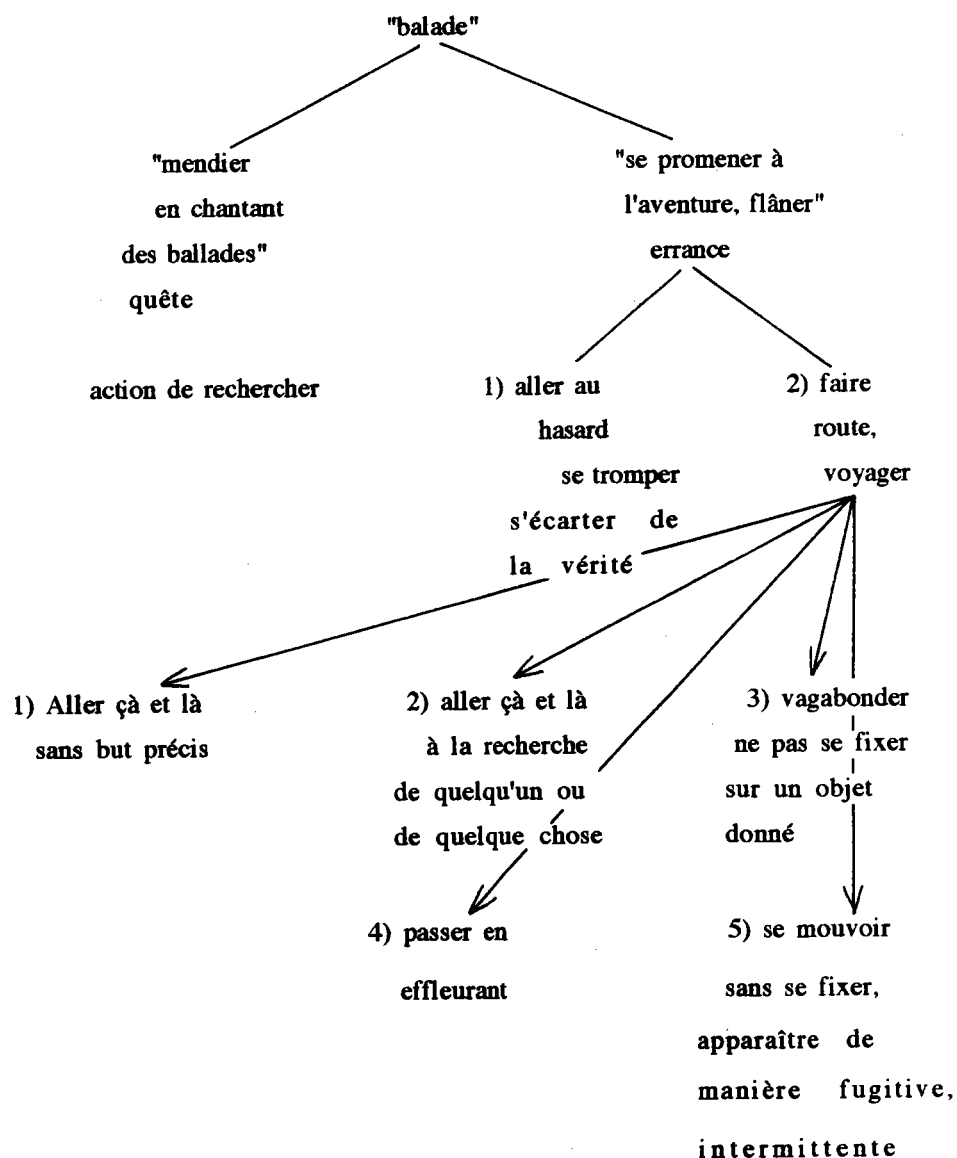 "balade"
"mendier
en chantant
des ballades"
quête
action de rechercher
"se promener à
l'aventure, flâner"
errance
1) aller au
hasard
se tromper
s'écarter de
la vérité
2) faire
route,
voyager
1) Aller çà et là
sans but précis
2) aller çà et là
à la recherche
de quelqu'un ou
de quelque chose
3) vagabonder
ne pas se fixer
sur un objet
donné
4) passer en
effleurant
5) se mouvoir
sans se fixer,
apparaître de
manière fugitive,
intermittente